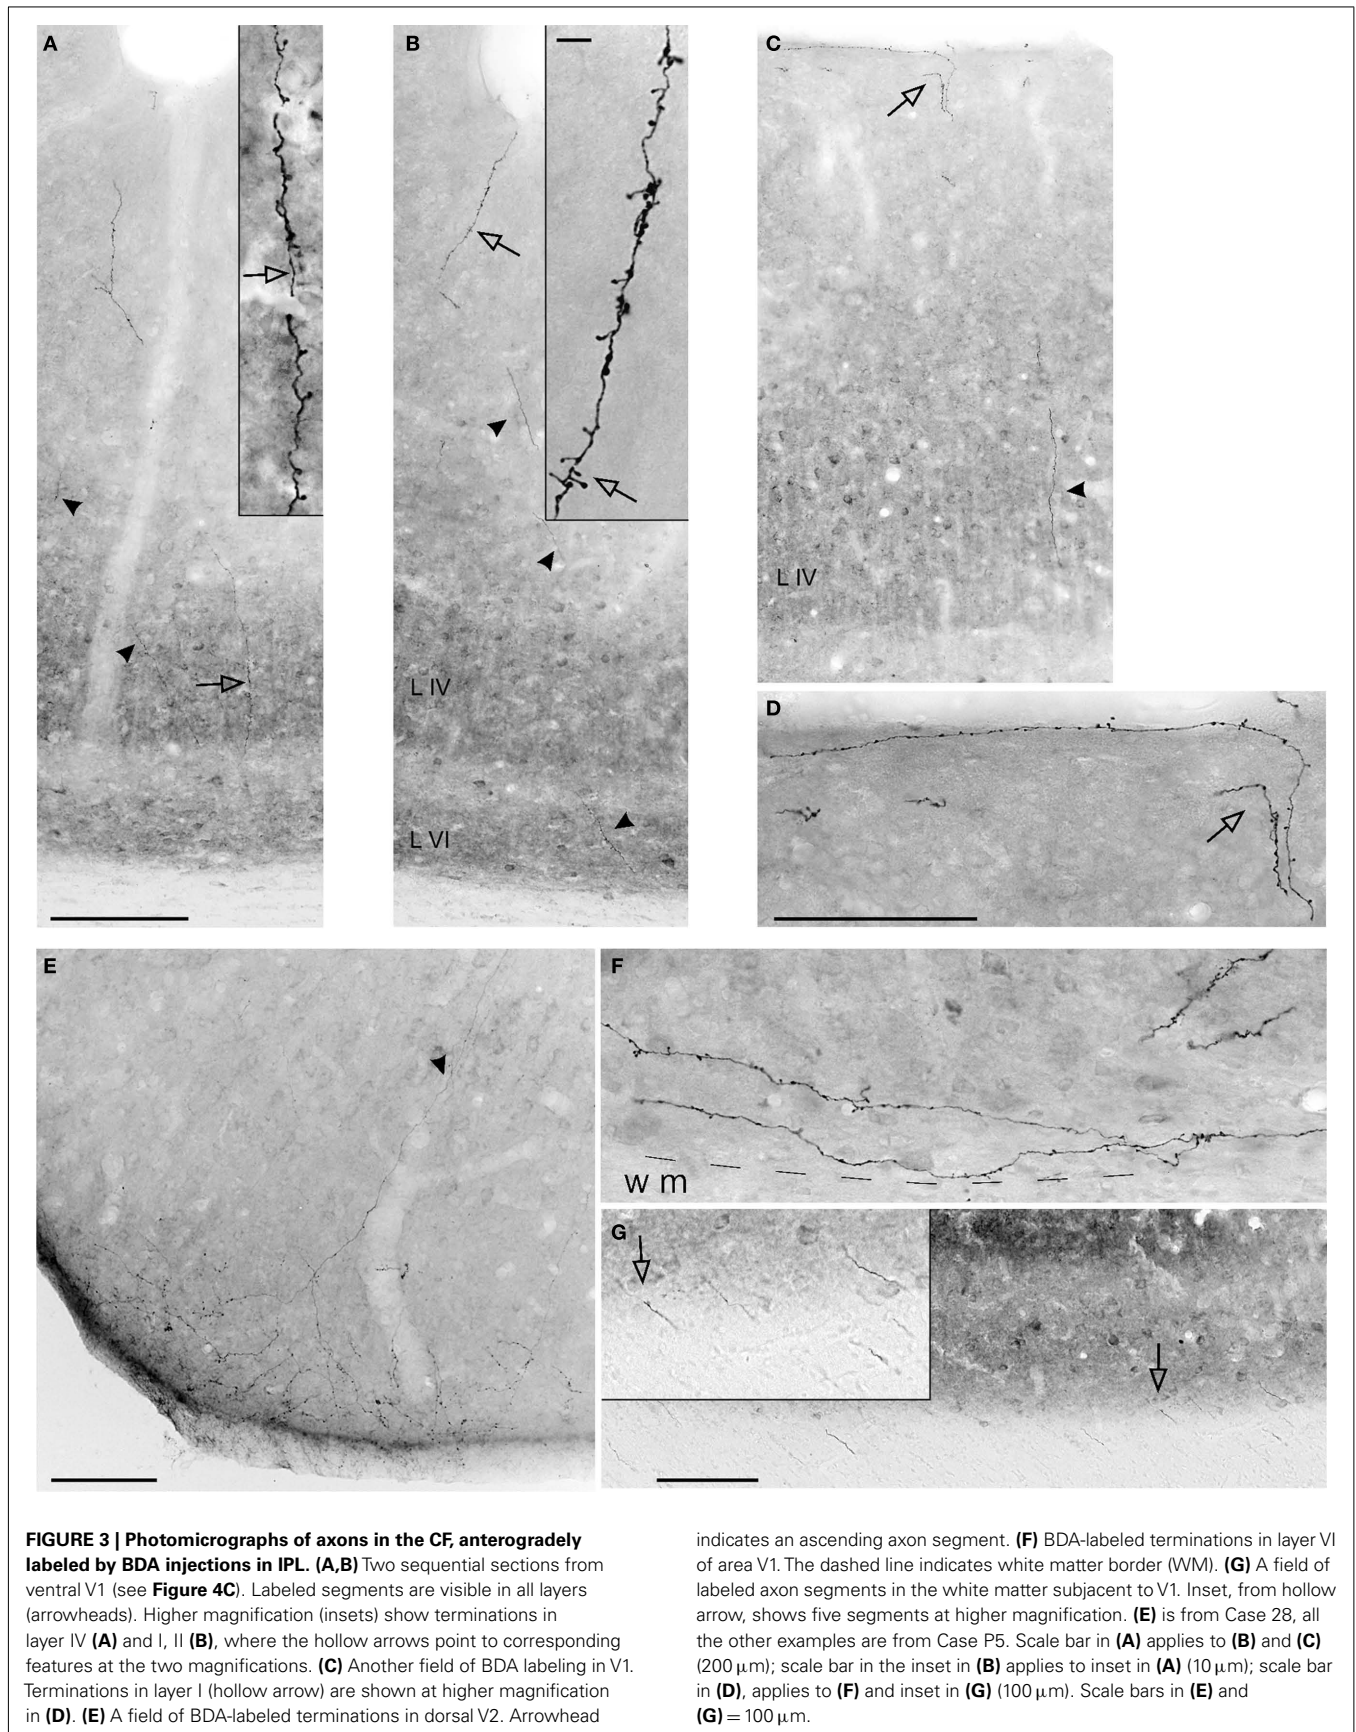 A
B
C
L IV
L IV
L VI
D
E
F
w m
G
FIGURE 3 | Photomicrographs of axons in the CF, anterogradely
labeled by BDA injections in IPL. (A,B) Two sequential sections from
ventral V1 (see Figure 4C). Labeled segments are visible in all layers
(arrowheads). Higher magnification (insets) show terminations in
layer IV (A) and I, II (B), where the hollow arrows point to corresponding
features at the two magnifications. (C) Another field of BDA labeling in V1.
Terminations in layer I (hollow arrow) are shown at higher magnification
in (D). (E) A field of BDA-labeled terminations in dorsal V2. Arrowhead
indicates an ascending axon segment. (F) BDA-labeled terminations in layer VI
of area V1. The dashed line indicates white matter border (WM). (G) A field of
labeled axon segments in the white matter subjacent to V1. Inset, from hollow
arrow, shows five segments at higher magnification. (E) is from Case 28, all
the other examples are from Case P5. Scale bar in (A) applies to (B) and (C)
(200 μm); scale bar in the inset in (B) applies to inset in (A) (10 μm); scale bar
in (D), applies to (F) and inset in (G) (100 μm). Scale bars in (E) and
(G) = 100 μm.